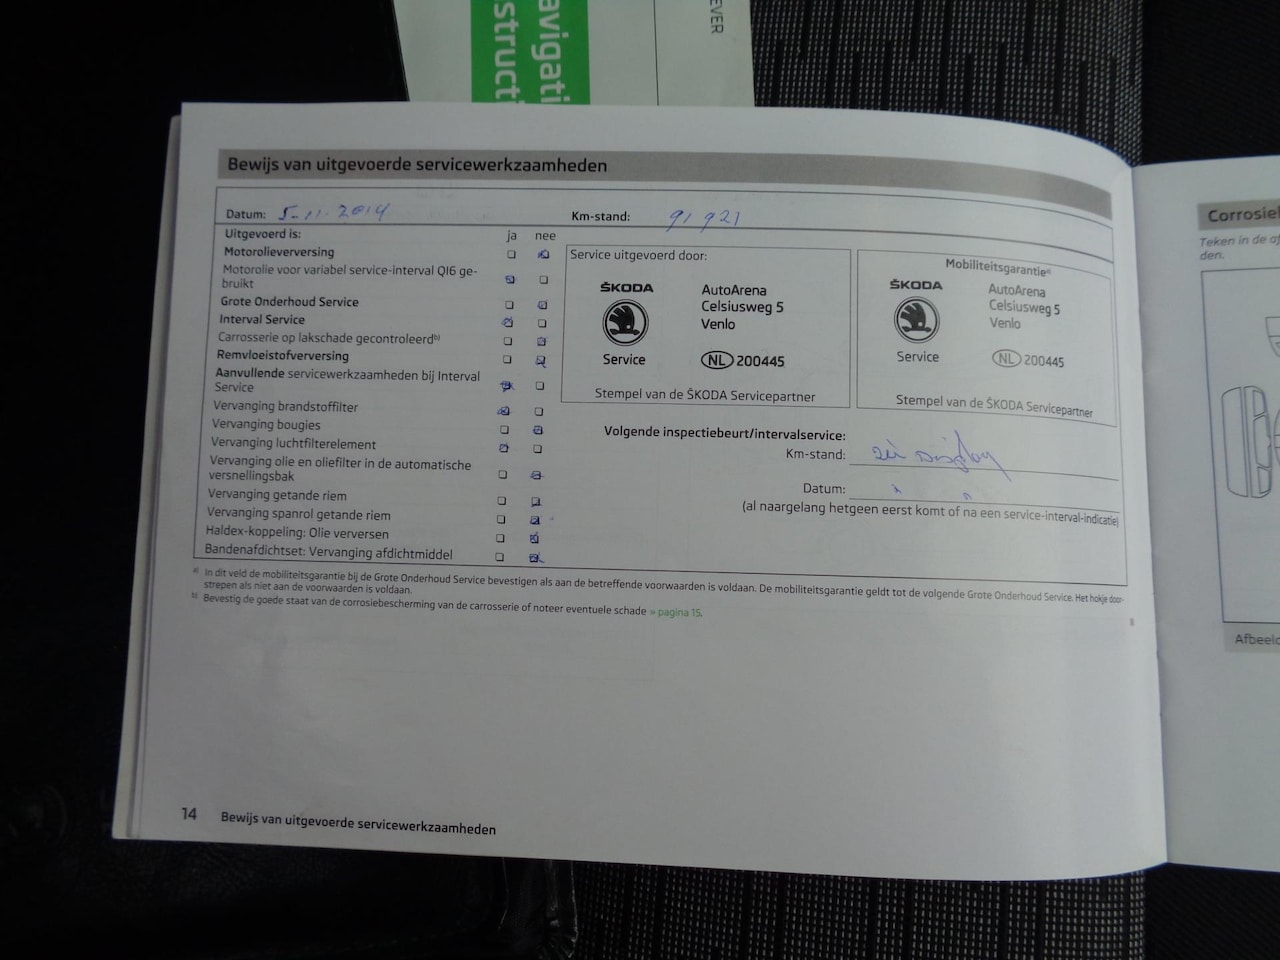 avigati
structi
EVER
Bewijs van uitgevoerde servicewerkzaamheden
Datum: 5-11-2014
Km-stand: 91 921
Uitgevoerd is: ja nee
Motorolieverversing
Motorolie voor variabel service-interval QI6 ge-
bruikt
Grote Onderhoud Service
Interval Service
Carrosserie op lakschade gecontroleerd b)
Remvloeistofverversing
Aanvullende servicewerkzaamheden bij Interval
Service
Vervanging brandstoffilter
Vervanging bougies
Vervanging luchtfilterelement
Vervanging olie en oliefilter in de automatische
versnellingsbak
Vervanging getande riem
Vervanging spanrol getande riem
Haldex-koppeling: Olie verversen
Bandenafdichtset: Vervanging afdichtmiddel
Service uitgevoerd door:
ŠKODA
Service
AutoArena
Celsiusweg 5
Venlo
NL 200445
Stempel van de ŠKODA Servicepartner
Mobiliteitsgarantie a)
ŠKODA
Service
AutoArena
Celsiusweg 5
Venlo
NL 200445
Stempel van de ŠKODA Servicepartner
Volgende inspectiebeurt/intervalservice:
Km-stand: zie Display
Datum:
(al naargelang hetgeen eerst komt of na een service-interval-indicatie)
a) In dit veld de mobiliteitsgarantie bij de Grote Onderhoud Service bevestigen als aan de betreffende voorwaarden is voldaan. De mobiliteitsgarantie geldt tot de volgende Grote Onderhoud Service. Het hokje door-
strepen als niet aan de voorwaarden is voldaan.
b) Bevestig de goede staat van de corrosiebescherming van de carrosserie of noteer eventuele schade » pagina 15.
14 Bewijs van uitgevoerde servicewerkzaamheden
Corrosie
Teken in de af
den.
Afbeeld